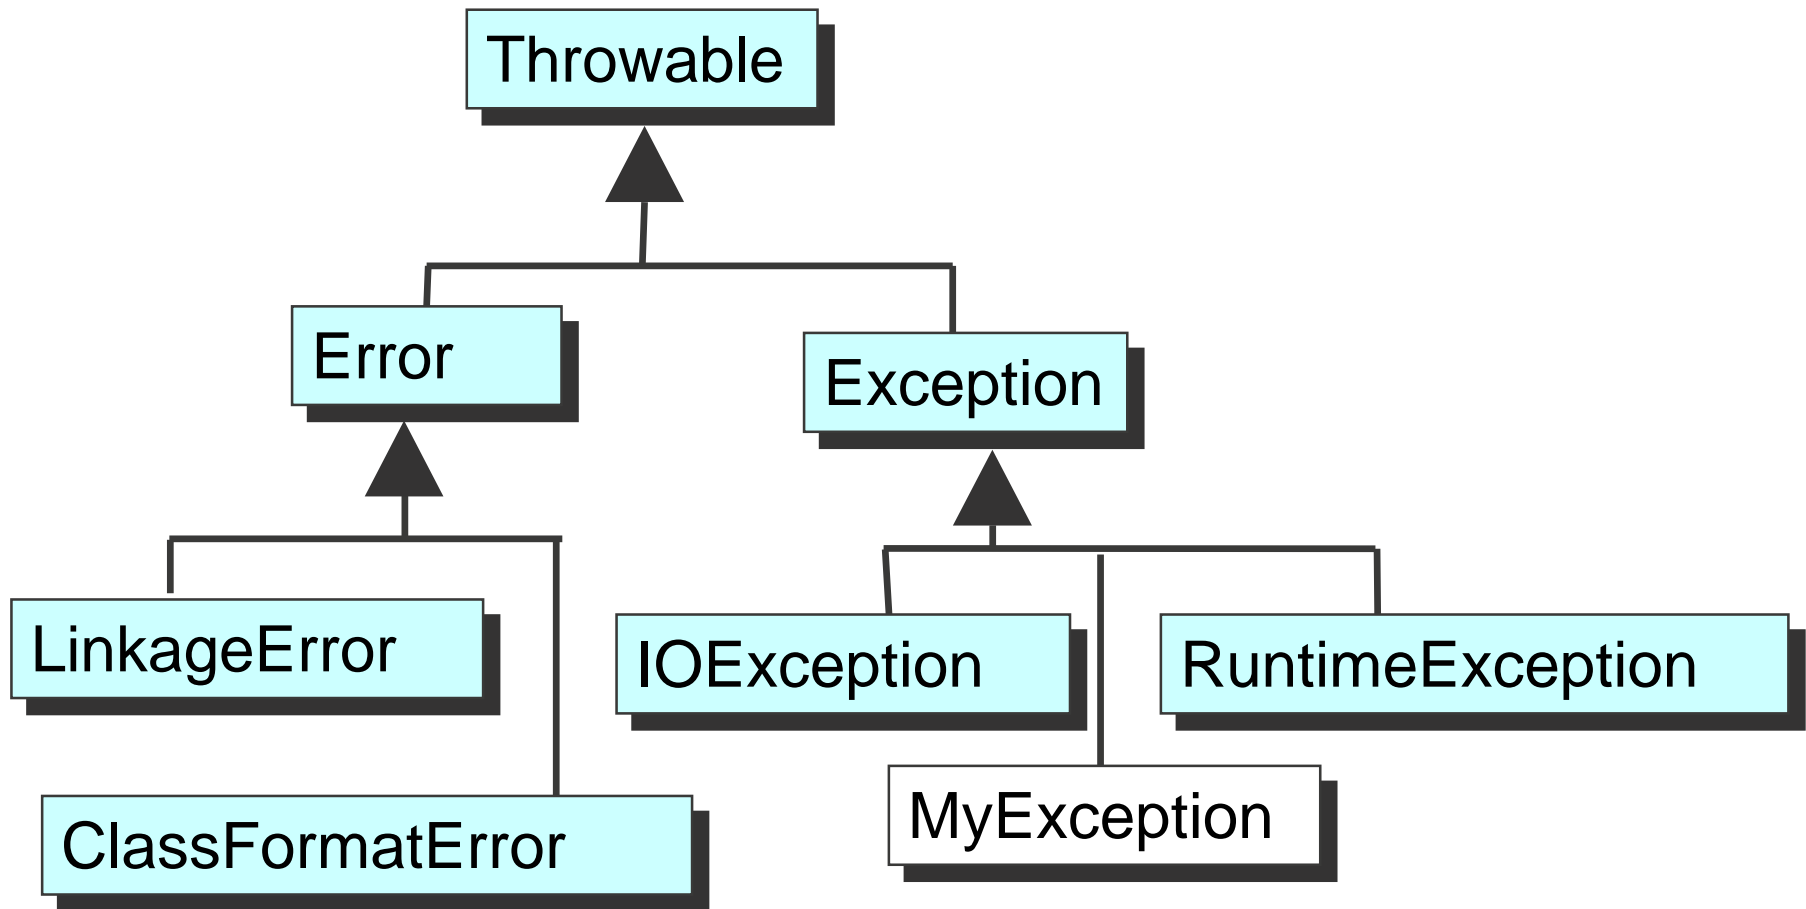 Throwable
Error
Exception
LinkageError
IOException
RuntimeException
MyException
ClassFormatError